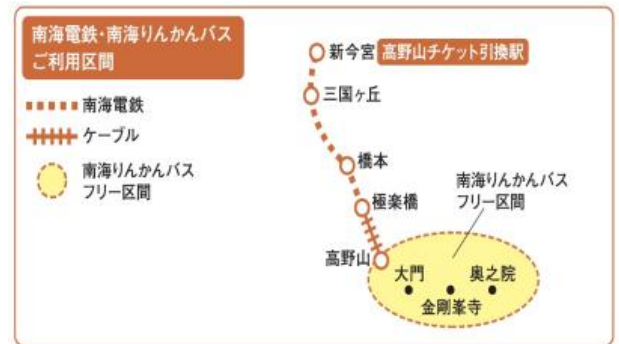 南海電鉄・南海りんかんバス
ご利用区間
南海電鉄
ケーブル
南海りんかんバス
フリー区間
新今宮 高野山チケット引換駅
三国ヶ丘
橋本
極楽橋
南海りんかんバス
フリー区間
高野山
大門
奥之院
金剛峯寺